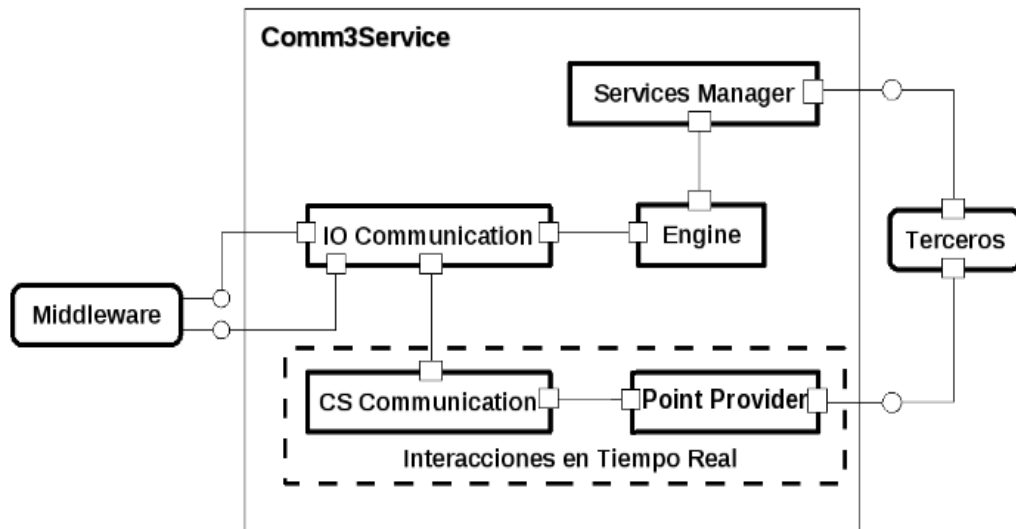 Comm3Service
Services Manager
IO Communication
Engine
Terceros
Middleware
CS Communication
Point Provider
Interacciones en Tiempo Real